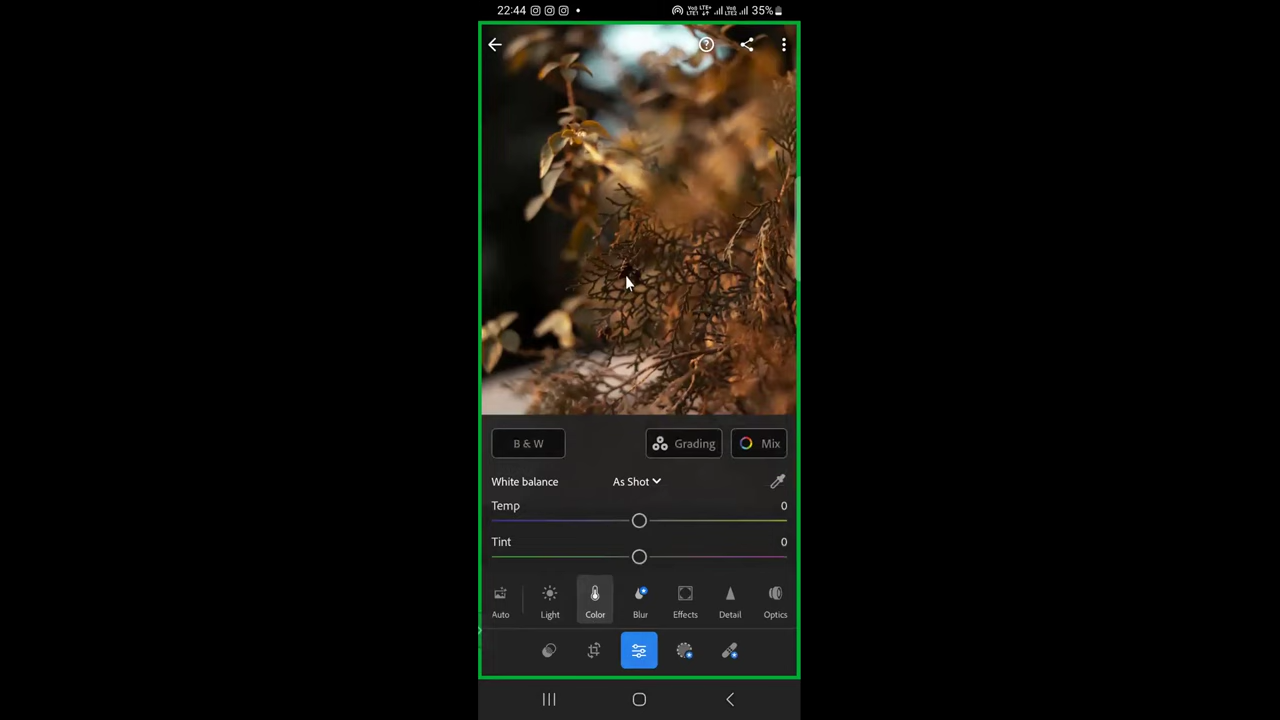 22:44
35%
B & W
Grading
Mix
White balance
As Shot
Temp
0
Tint
0
Auto
Light
Color
Blur
Effects
Detail
Optics